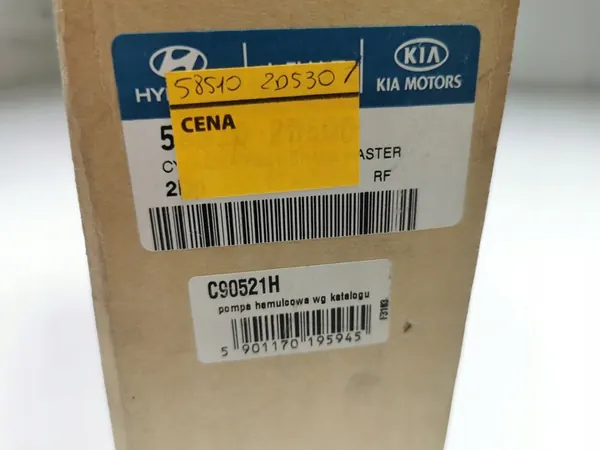 HY
KIA
KIA MOTORS
58510 2D530
CENA
5
CY ASTER
RF
C90521H
pompa hamulcowa wg katalogu
F3103
5 901170 195945